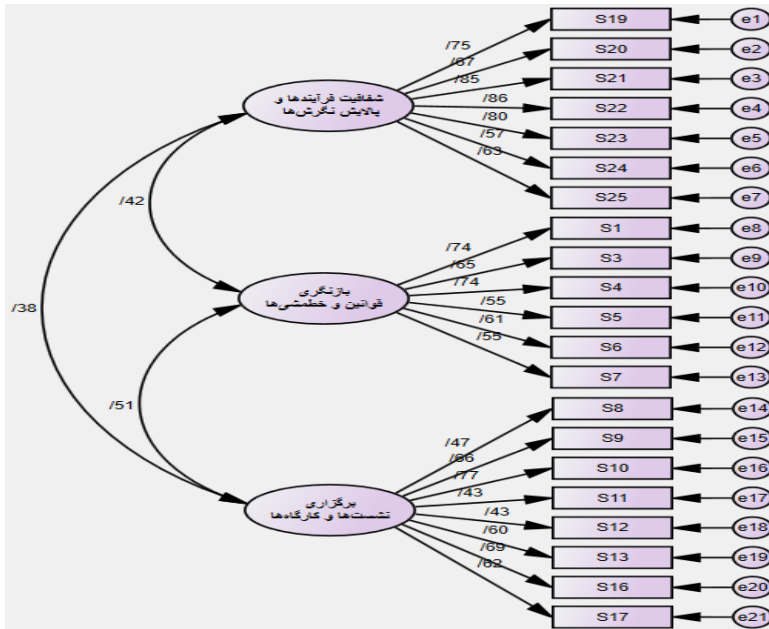 S19
e1
/75
S20
e2
/67
S21
e3
/85
شفافیت فرآیندها و
پالایش نگرش‌ها
/86
S22
e4
/80
S23
e5
/57
S24
e6
/63
S25
e7
/42
S1
e8
/74
S3
e9
/65
S4
e10
/74
بازنگری
قوانین و خطمشی‌ها
/55
S5
e11
/61
S6
e12
/55
S7
e13
/38
/51
S8
e14
/47
S9
e15
/66
S10
e16
/77
S11
e17
/43
برگزاری
نشست‌ها و کارگاه‌ها
/43
S12
e18
/60
S13
e19
/69
S16
e20
/62
S17
e21